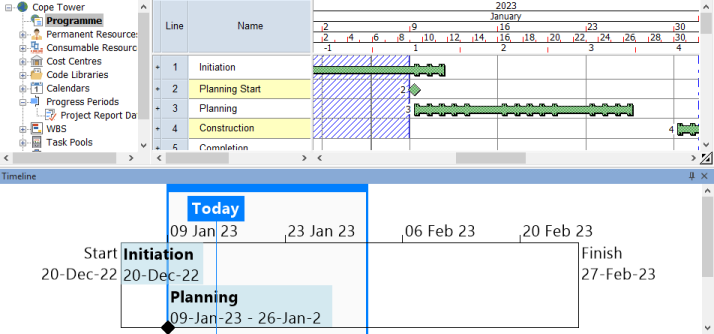 Cope Tower
Programme
Permanent Resources
Consumable Resourc
Cost Centres
Code Libraries
Calendars
Progress Periods
Project Report Da
WBS
Task Pools
Line Name
2023
January
2 9 16 23 30
2 4 6 8 10 12 14 16 18 20 22 24 26 28 30
-1 1 2 3 4
1 Initiation
2 Planning Start 2
3 Planning 3
4 Construction 4
5 Completion
Timeline
Today
09 Jan 23 23 Jan 23 06 Feb 23 20 Feb 23
Start Initiation Finish
20-Dec-22 20-Dec-22 27-Feb-23
Planning
09-Jan-23 - 26-Jan-2